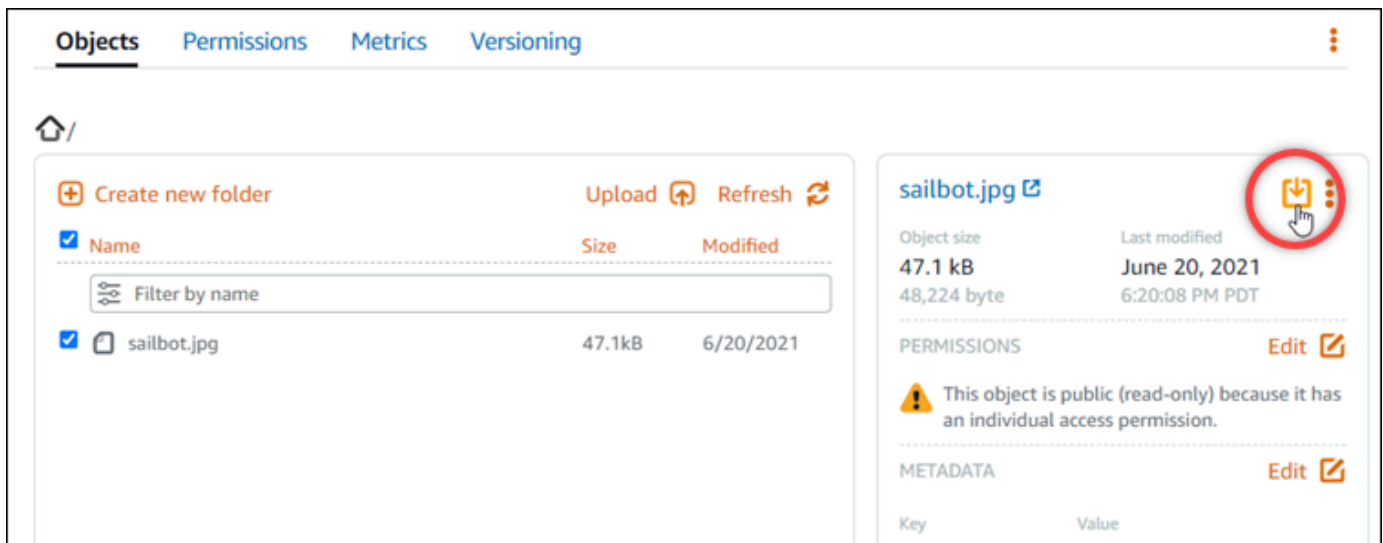 Objects Permissions Metrics Versioning
/
Create new folder Upload Refresh
Name Size Modified
Filter by name
sailbot.jpg 47.1kB 6/20/2021
sailbot.jpg
Object size Last modified
47.1 kB June 20, 2021
48,224 byte 6:20:08 PM PDT
PERMISSIONS Edit
This object is public (read-only) because it has
an individual access permission.
METADATA Edit
Key Value